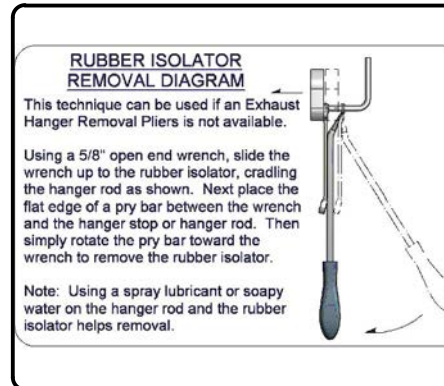 RUBBER ISOLATOR
REMOVAL DIAGRAM
This technique can be used if an Exhaust
Hanger Removal Pliers is not available.
Using a 5/8" open end wrench, slide the
wrench up to the rubber isolator, cradling
the hanger rod as shown. Next place the
flat edge of a pry bar between the wrench
and the hanger stop or hanger rod. Then
simply rotate the pry bar toward the
wrench to remove the rubber isolator.
Note: Using a spray lubricant or soapy
water on the hanger rod and the rubber
isolator helps removal.